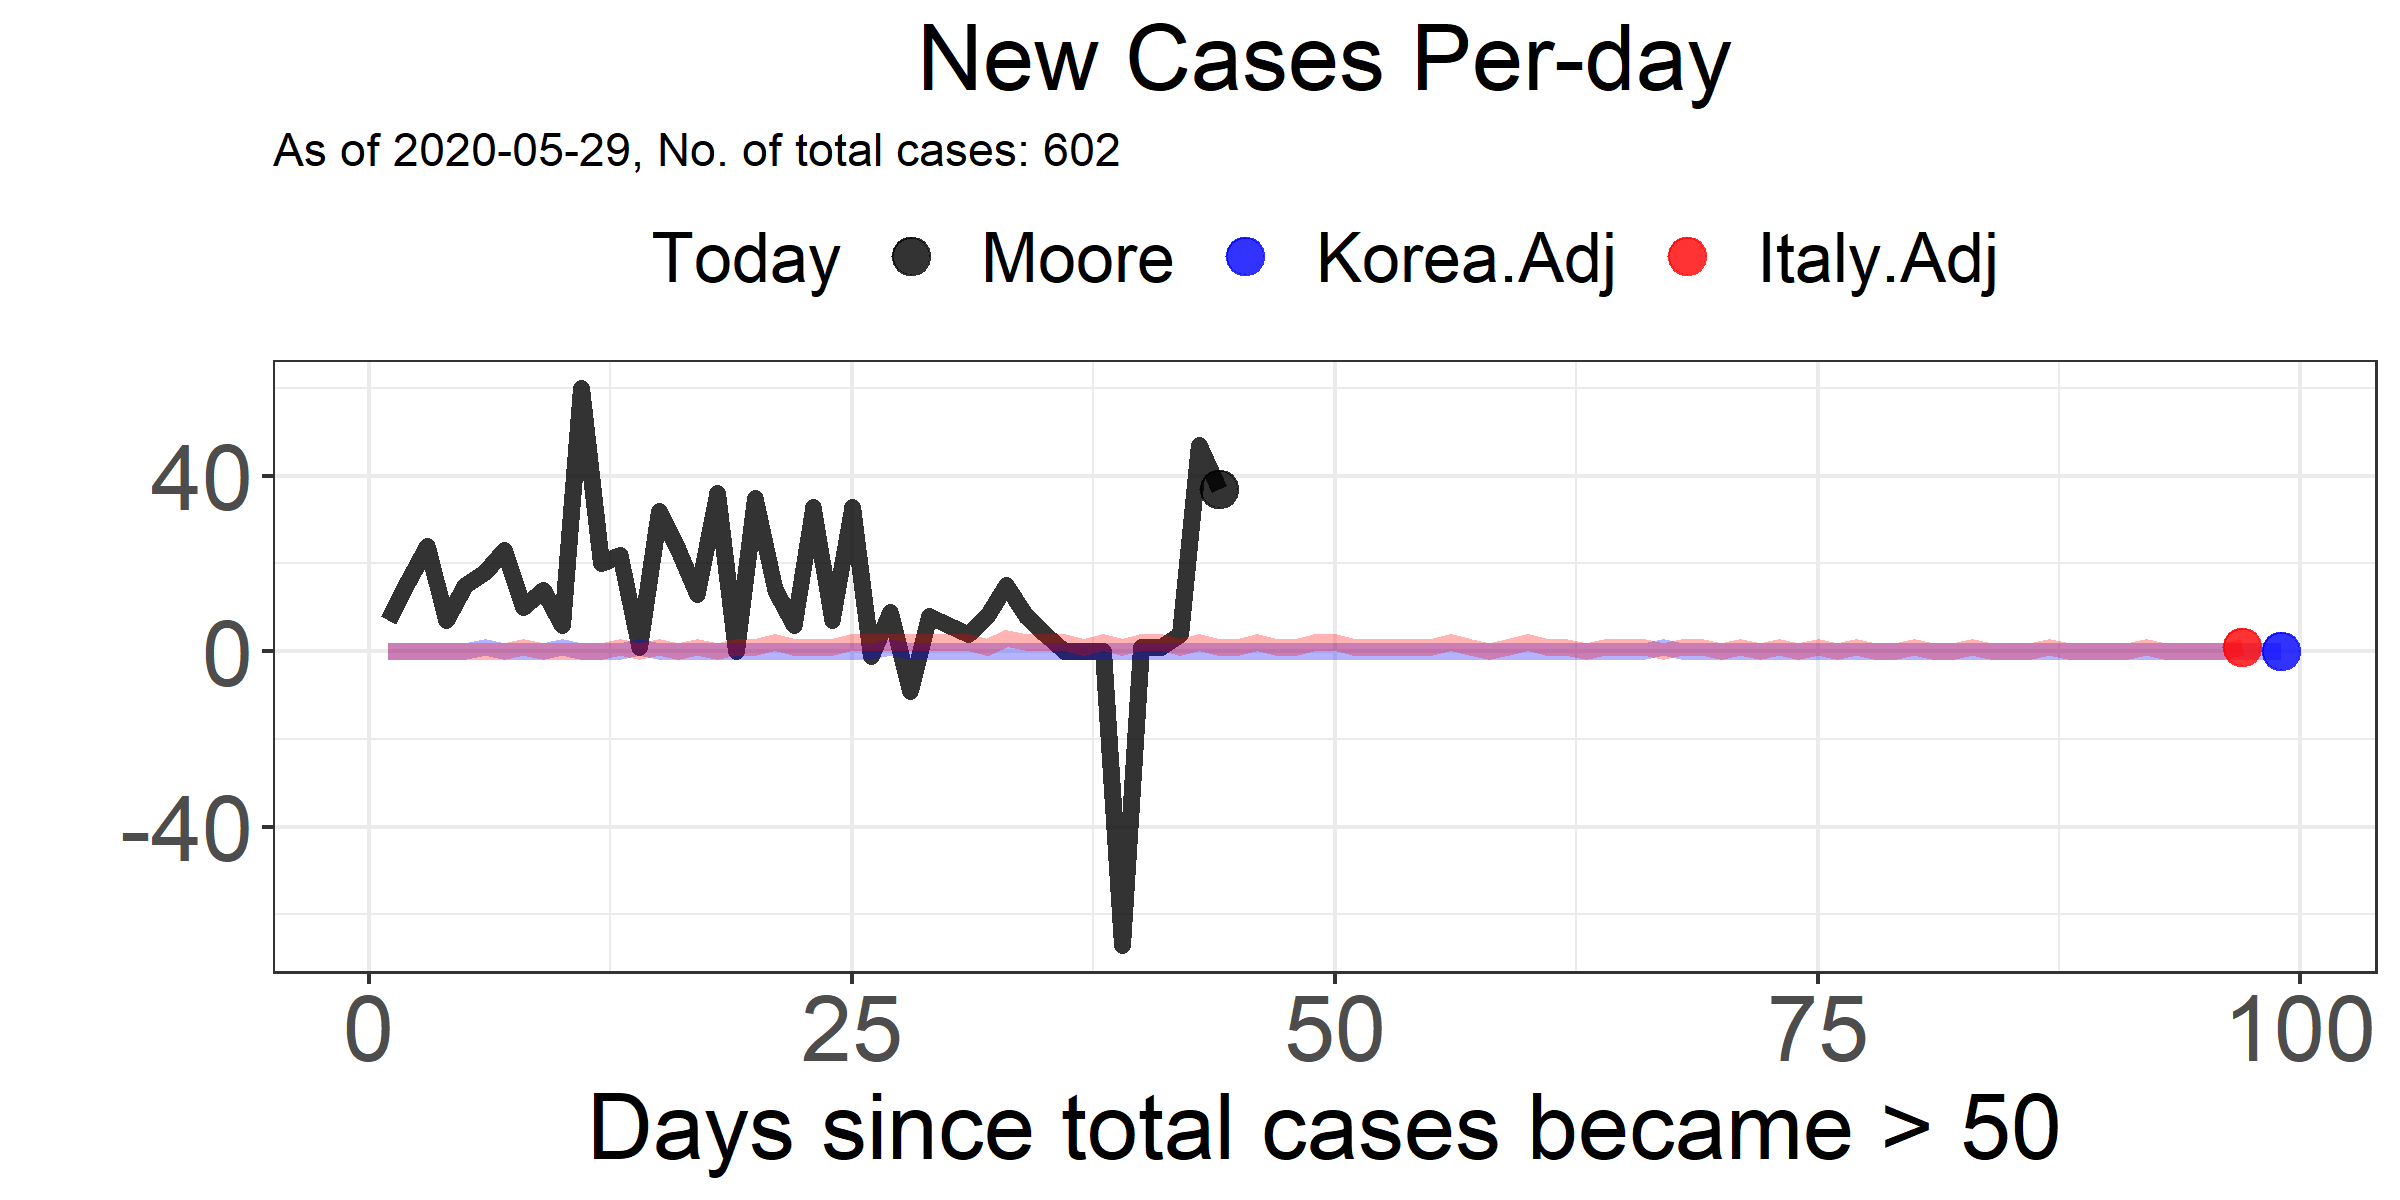 New Cases Per-day
As of 2020-05-29, No. of total cases: 602
Today Moore Korea.Adj Italy.Adj
40
0
-40
0 25 50 75 100
Days since total cases became > 50